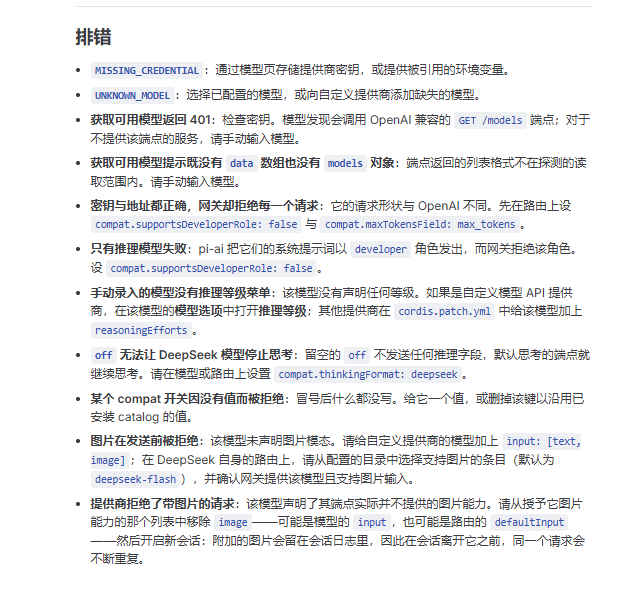 排错
MISSING_CREDENTIAL：通过模型页存储提供商密钥，或提供被引用的环境变量。
UNKNOWN_MODEL：选择已配置的模型，或向自定义提供商添加缺失的模型。
获取可用模型返回 401：检查密钥。模型发现会调用 OpenAI 兼容的 GET /models 端点；对于
不提供该端点的服务，请手动输入模型。
获取可用模型提示既没有 data 数组也没有 models 对象：端点返回的列表格式不在探测的读
取范围内。请手动输入模型。
密钥与地址都正确，网关却拒绝每一个请求：它的请求形状与 OpenAI 不同。先在路由上设
compat.supportsDeveloperRole: false 与 compat.maxTokensField: max_tokens。
只有推理模型失败：pi-ai 把它们的系统提示词以 developer 角色发出，而网关拒绝该角色。
设 compat.supportsDeveloperRole: false。
手动录入的模型没有推理等级菜单：该模型没有声明任何等级。如果是自定义模型 API 提供
商，在该模型的模型选项中打开推理等级；其他提供商在 cordis.patch.yml 中给该模型加上
reasoningEfforts。
off 无法让 DeepSeek 模型停止思考：留空的 off 不发送任何推理字段，默认思考的端点就
继续思考。请在模型或路由上设置 compat.thinkingFormat: deepseek。
某个 compat 开关因没有值而被拒绝：冒号后什么都没写。给它一个值，或删掉该键以沿用已
安装 catalog 的值。
图片在发送前被拒绝：该模型未声明图片模态。请给自定义提供商的模型加上 input: [text,
image]；在 DeepSeek 自身的路由上，请从配置的目录中选择支持图片的条目（默认为
deepseek-flash），并确认网关提供该模型且支持图片输入。
提供商拒绝了带图片的请求：该模型声明了其端点实际并不提供的图片能力。请从授予它图片
能力的那个列表中移除 image——可能是模型的 input，也可能是路由的 defaultInput
——然后开启新会话：附加的图片会留在会话日志里，因此在会话离开它之前，同一个请求会
不断重复。